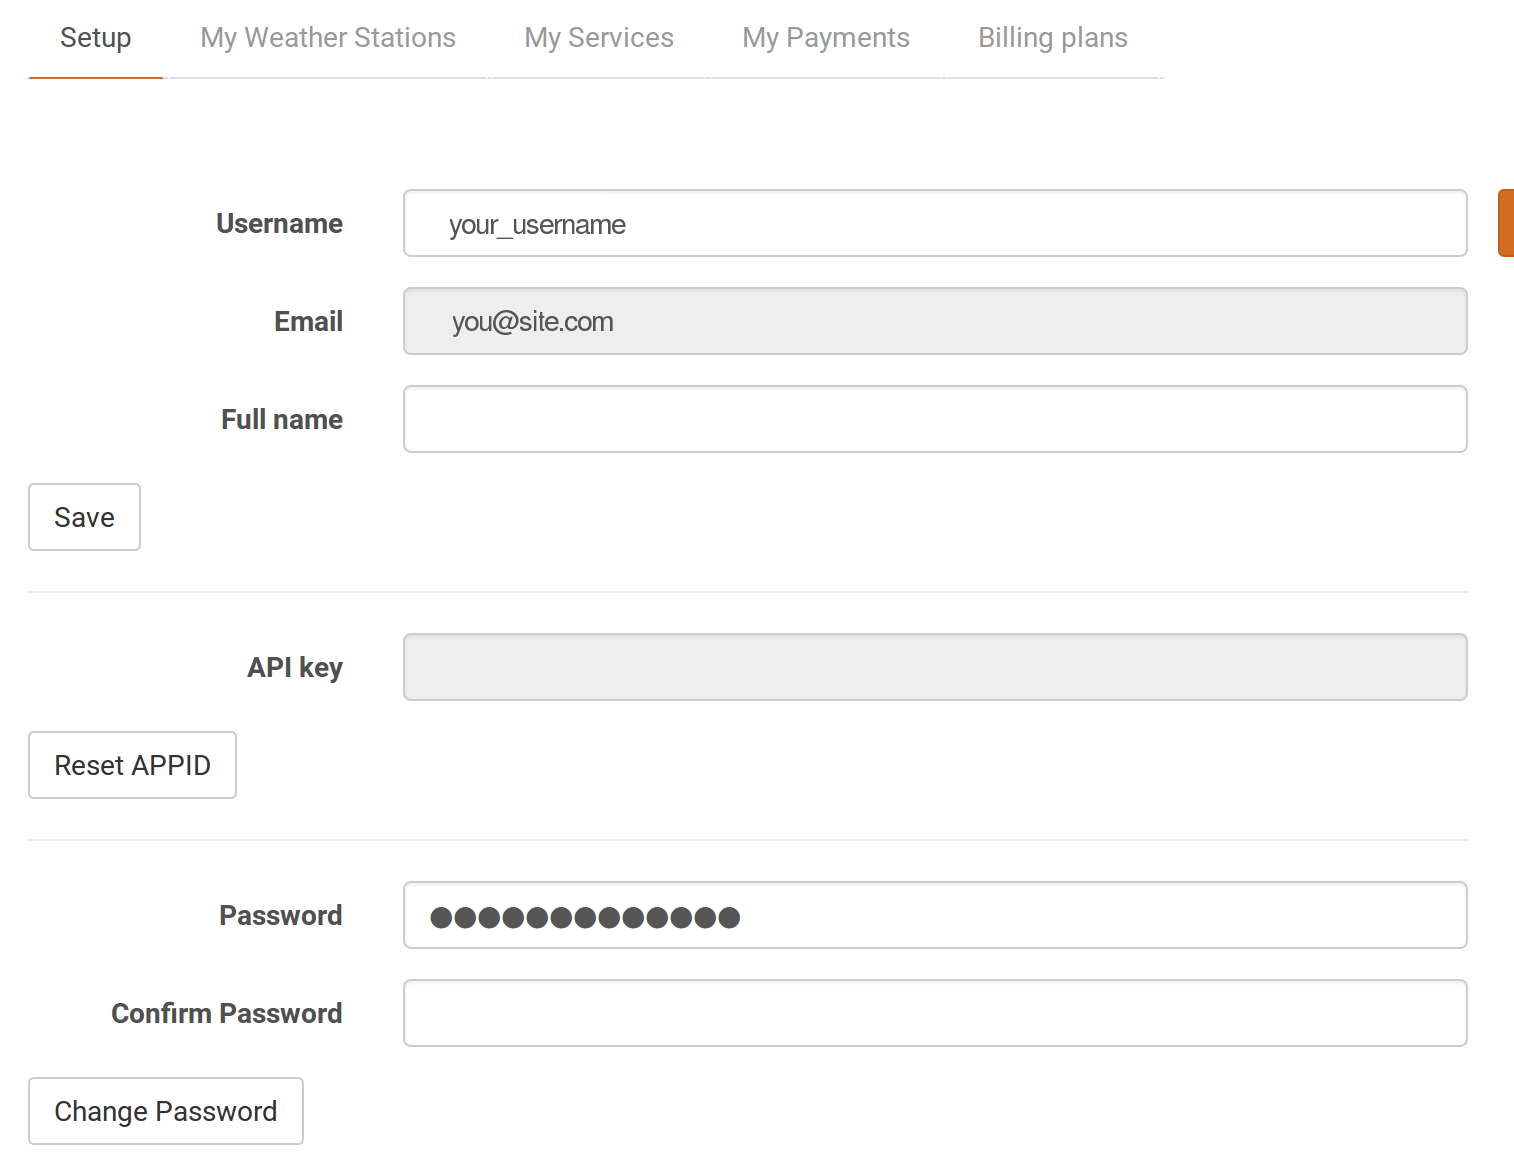 Setup My Weather Stations My Services My Payments Billing plans
Username your_username
Email you@site.com
Full name
Save
API key
Reset APPID
Password ●●●●●●●●●●●●●
Confirm Password
Change Password